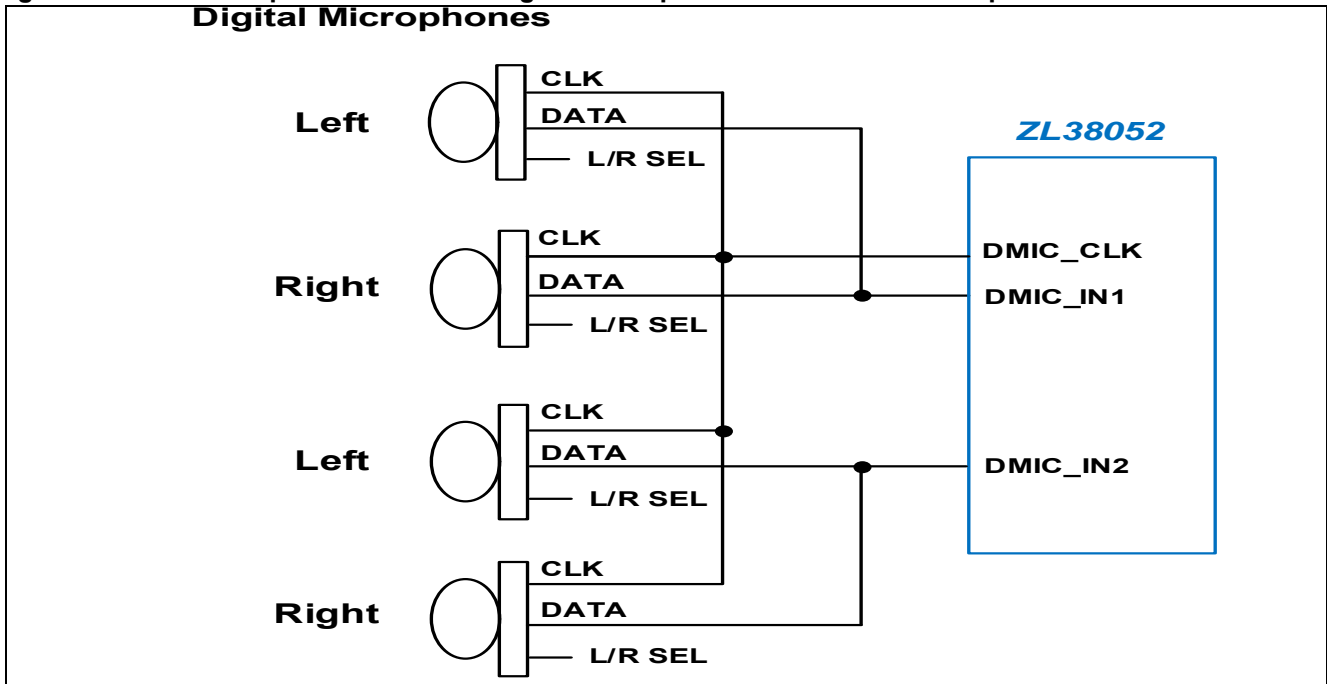 Digital Microphones
CLK
Left
DATA
L/R SEL
ZL38052
CLK
DMIC_CLK
Right
DATA
DMIC_IN1
L/R SEL
CLK
Left
DATA
DMIC_IN2
L/R SEL
CLK
Right
DATA
L/R SEL